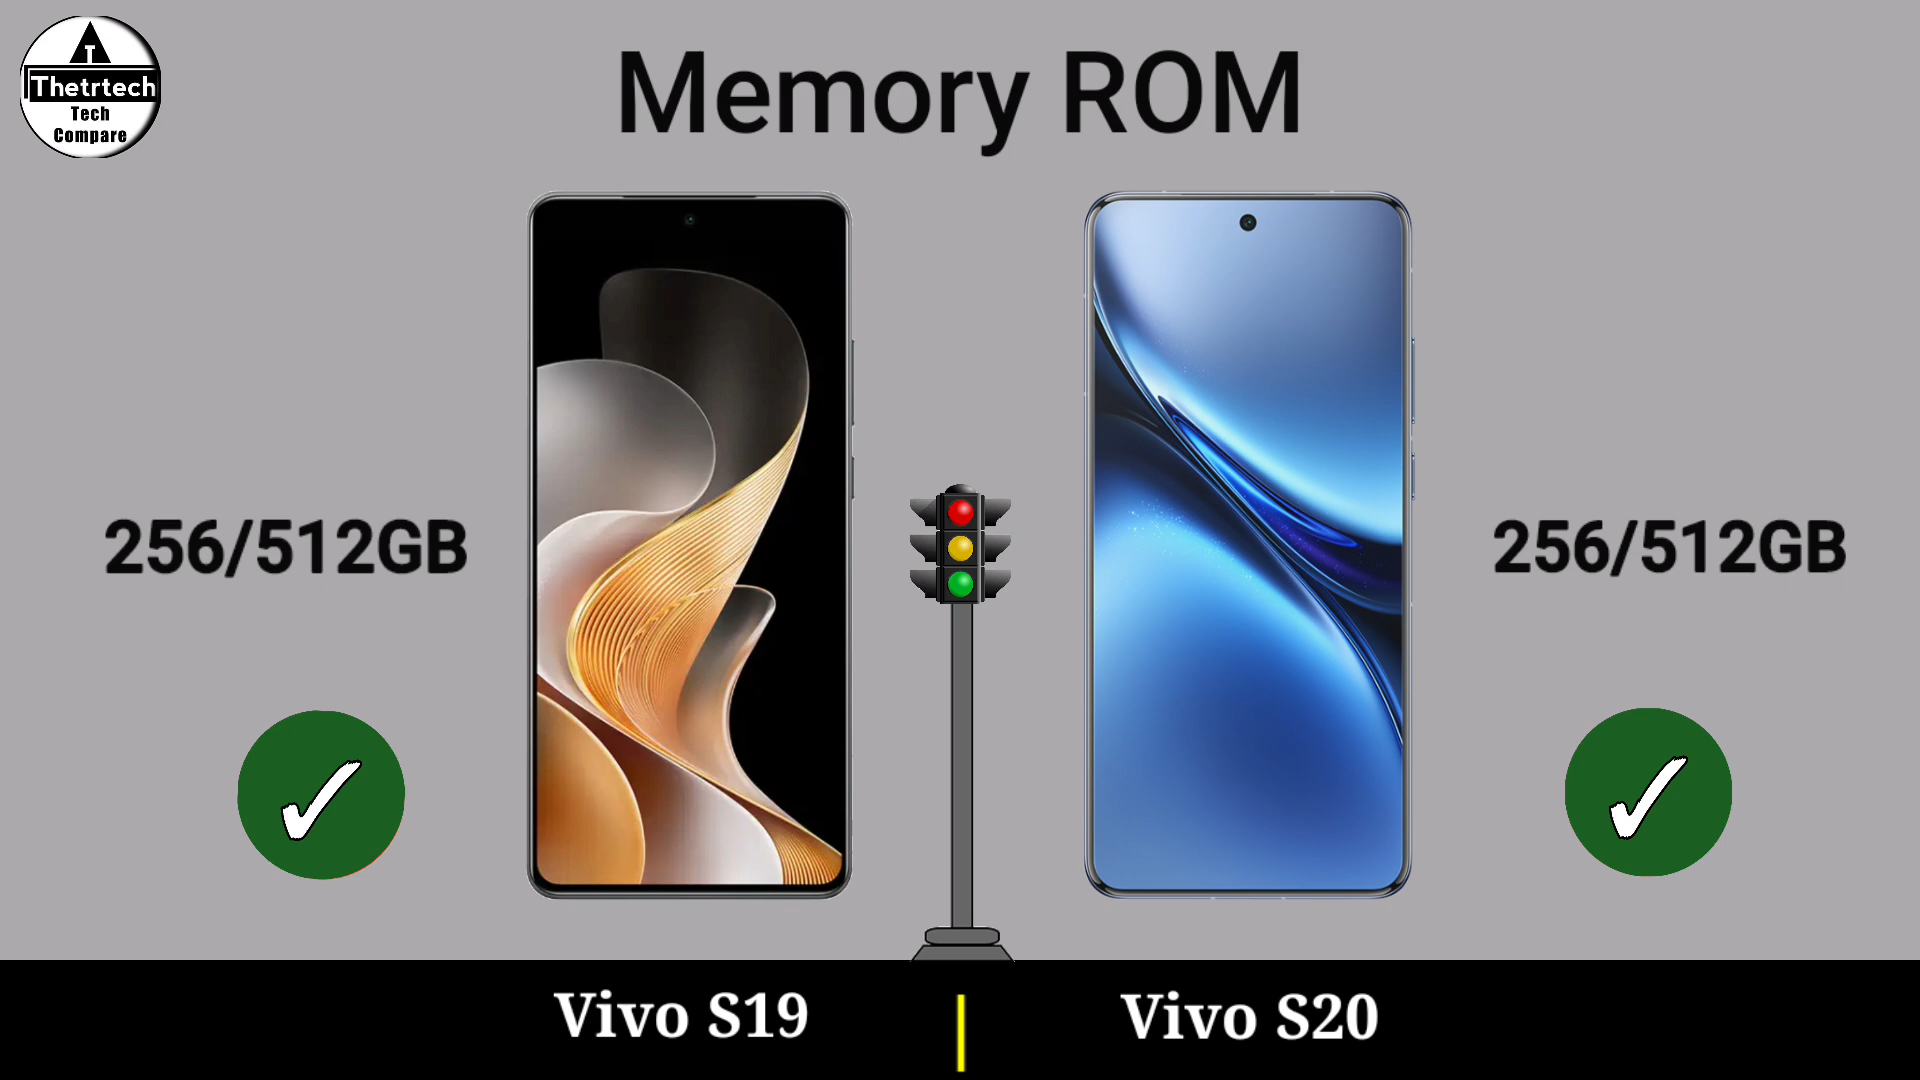 T
Thetrtech
Tech
Compare
Memory ROM
256/512GB
256/512GB
Vivo S19
Vivo S20